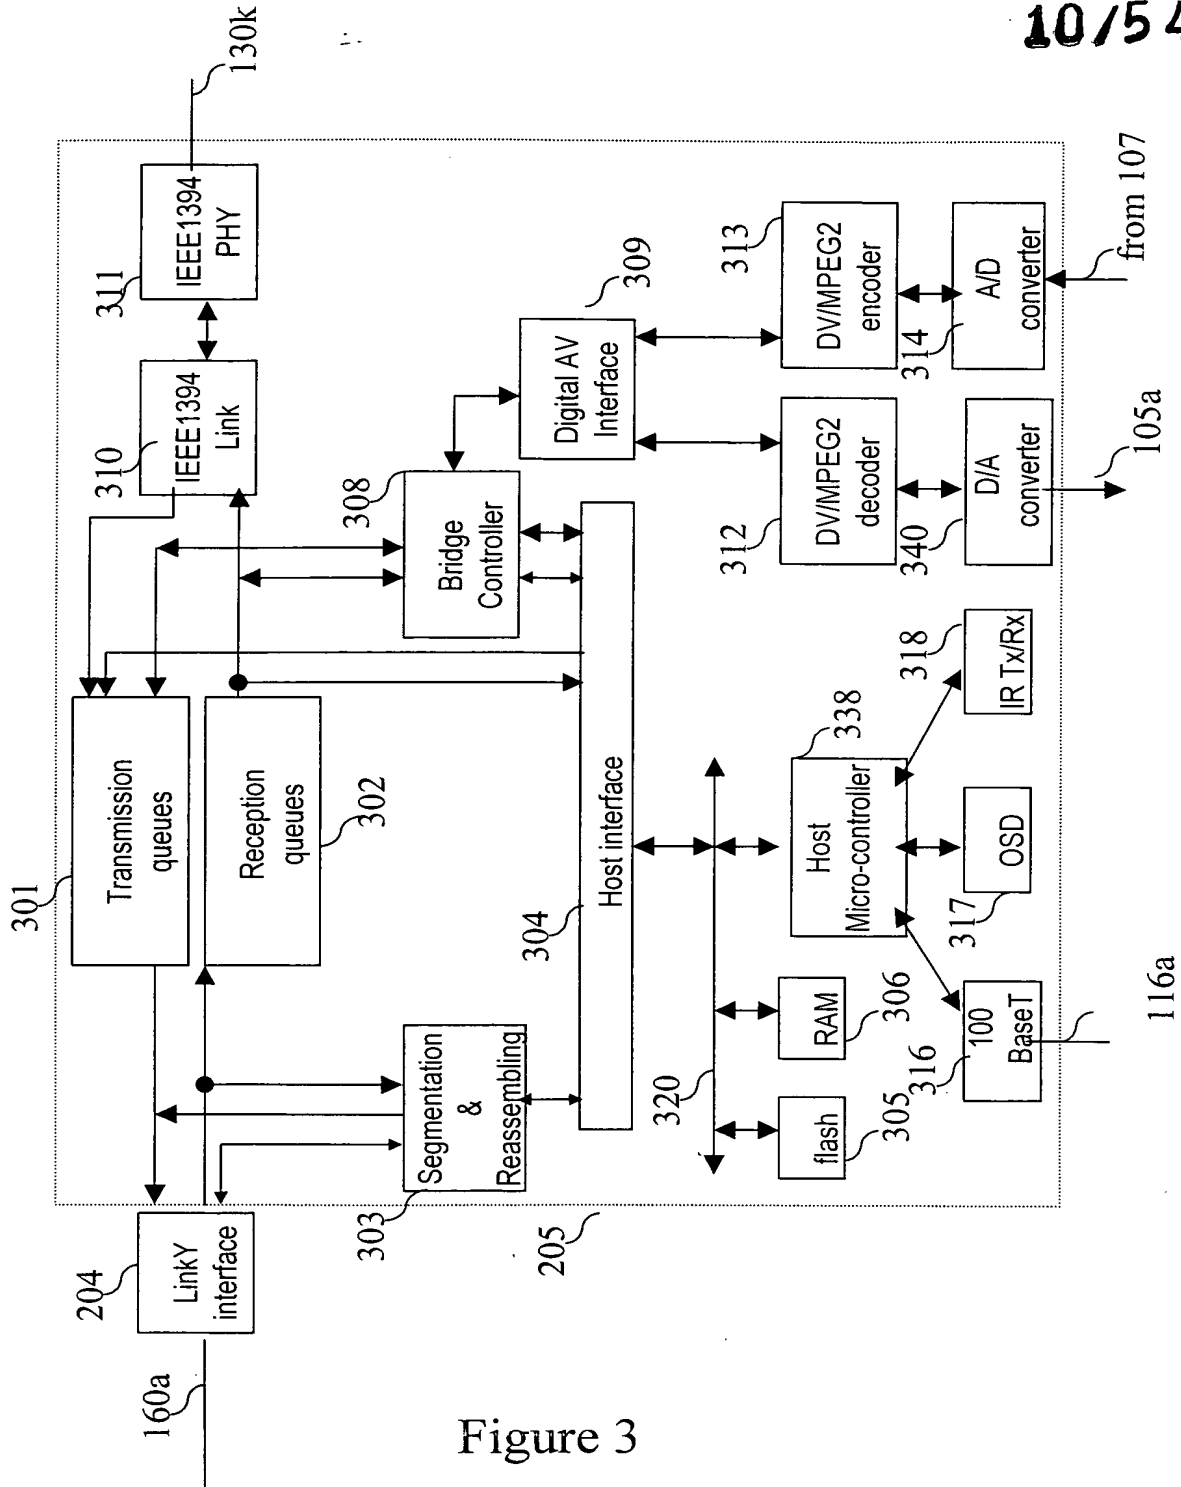 10/54
130k
311
IEEE1394
PHY
310
IEEE1394
Link
301
Transmission
queues
Reception
queues
302
308
Bridge
Controller
309
Digital AV
Interface
303
Segmentation
&
Reassembling
204
LinkY
interface
160a
205
304
Host interface
313
DV/MPEG2
encoder
314
A/D
converter
from 107
312
DV/MPEG2
decoder
340
D/A
converter
105a
338
Host
Micro-controller
318
IR Tx/Rx
317
OSD
316
100
BaseT
116a
320
RAM
306
flash
305
Figure 3